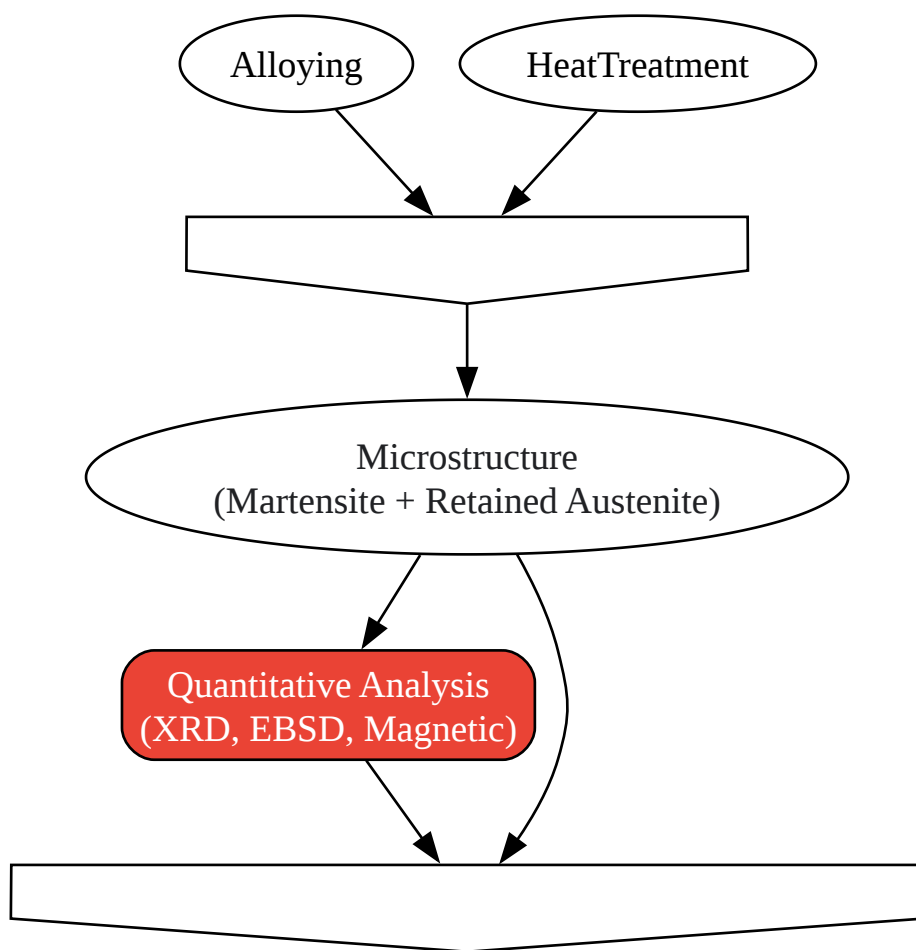 Alloying
HeatTreatment
Microstructure
(Martensite + Retained Austenite)
Quantitative Analysis
(XRD, EBSD, Magnetic)